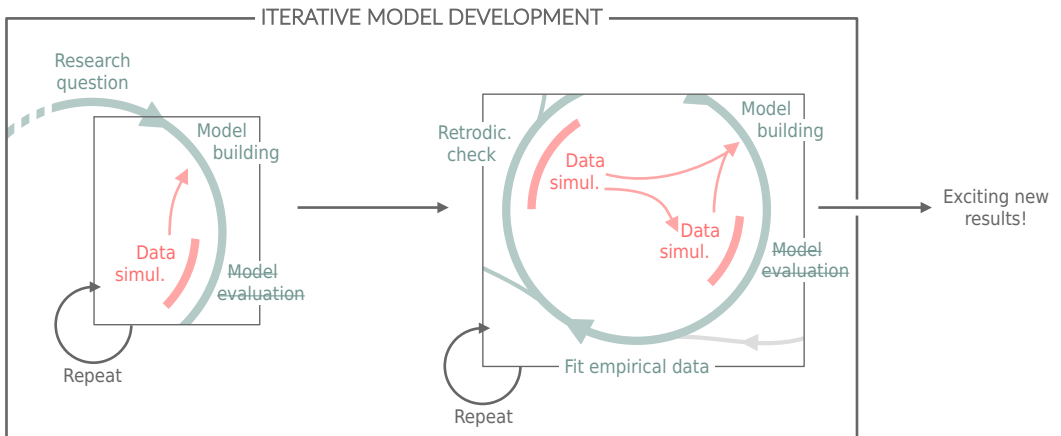 ITERATIVE MODEL DEVELOPMENT
Research
question
Model
building
Data
simul.
Model
evaluation
Repeat
Retrodic.
check
Model
building
Data
simul.
Data
simul.
Model
evaluation
Fit empirical data
Repeat
Exciting new
results!